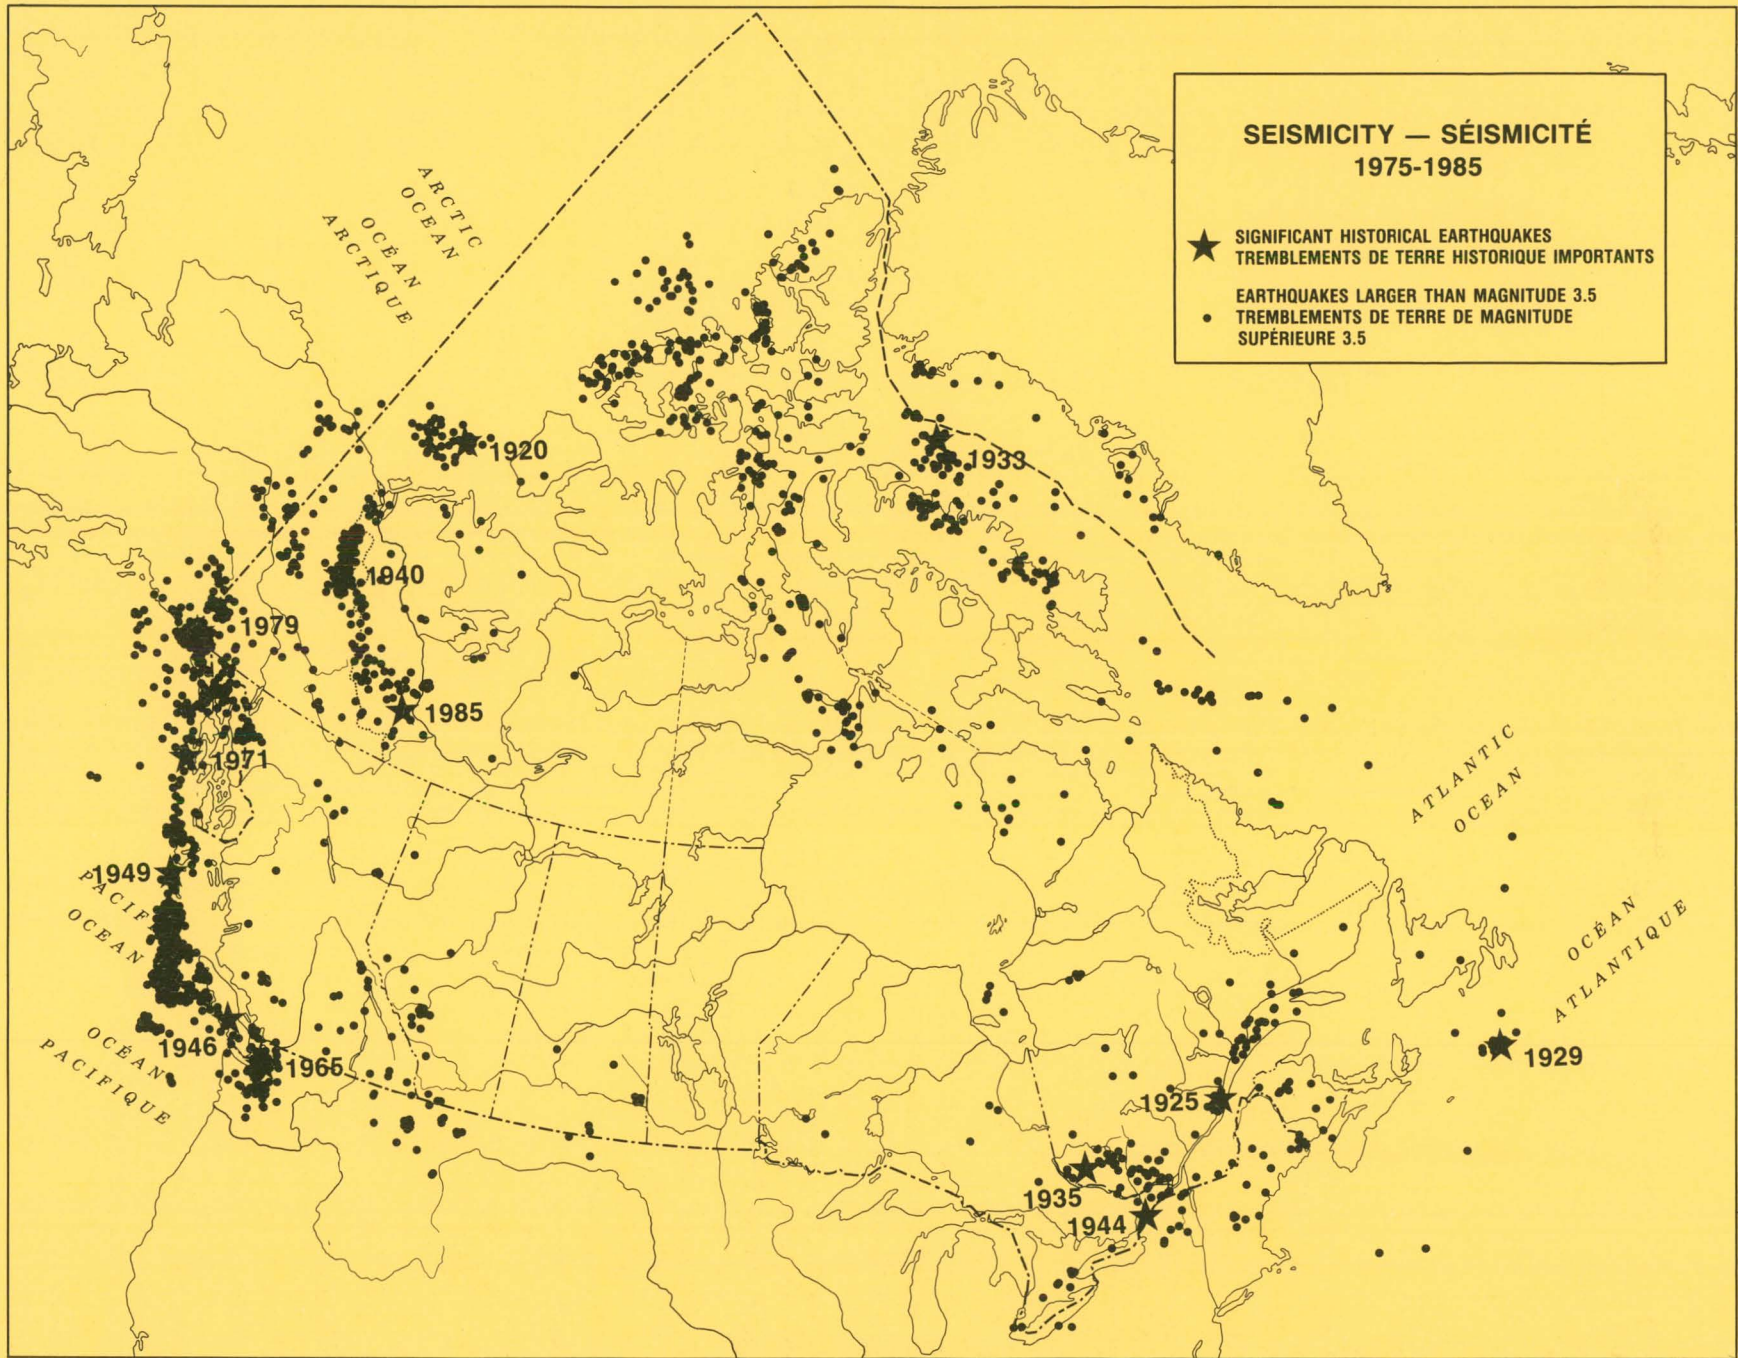 SEISMICITY — SÉISMICITÉ
1975-1985
SIGNIFICANT HISTORICAL EARTHQUAKES
TREMBLEMENTS DE TERRE HISTORIQUE IMPORTANTS
EARTHQUAKES LARGER THAN MAGNITUDE 3.5
TREMBLEMENTS DE TERRE DE MAGNITUDE
SUPÉRIEURE 3.5
ARCTIC
OCEAN
OCÉAN
ARCTIQUE
1920
1933
1940
1979
1985
1971
ATLANTIC
OCEAN
1949
PACIF
OCEAN
OCÉAN
ATLANTIQUE
1946
1965
OCÉAN
PACIFIQUE
1929
1925
1935
1944